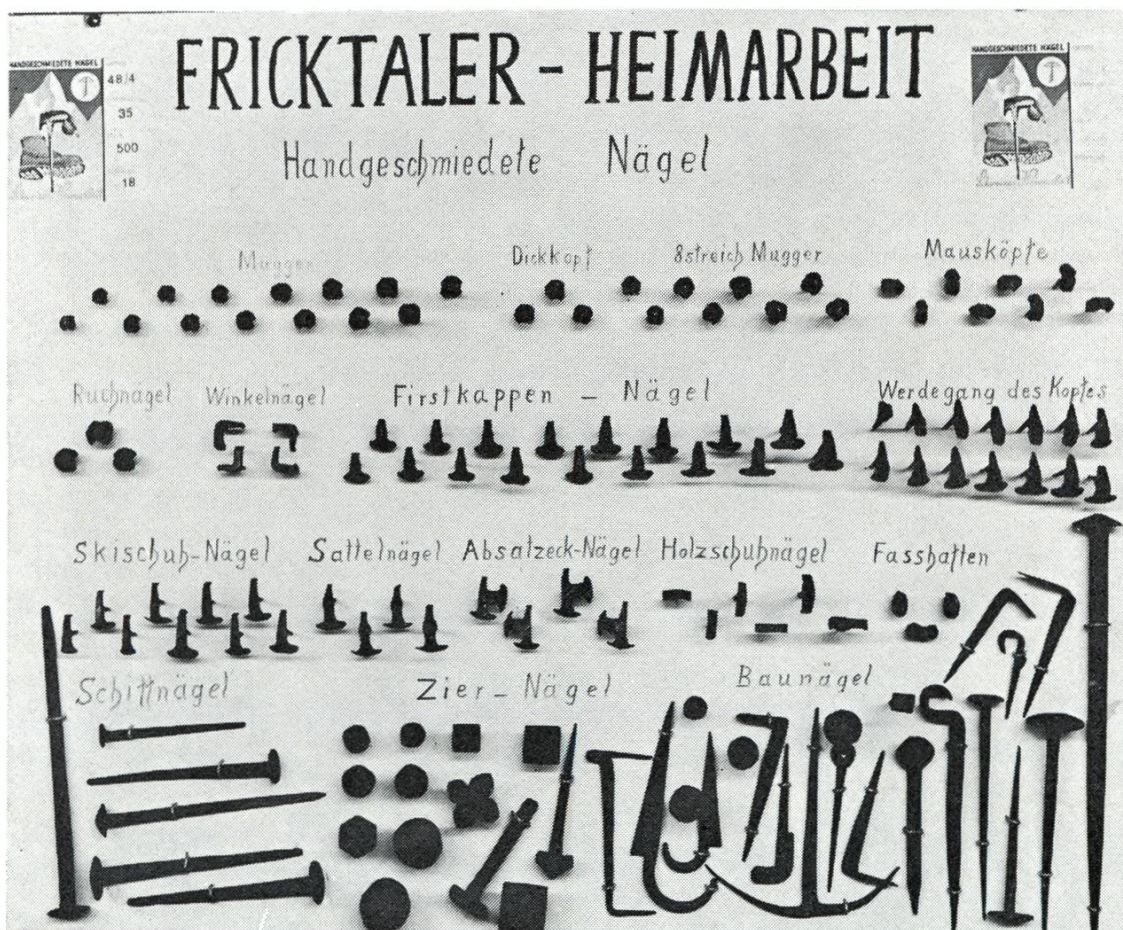 FRICKTALER - HEIMARBEIT
HANDGESCHMIEDETE NÄGEL
48/4
35
500
18
HANDGESCHMIEDETE NÄGEL
Handgeschmiedete Nägel
Mugger Dickkopf 8streich Mugger Mausköpfe
Ruchnägel Winkelnägel Firstkappen - Nägel Werdegang des Kopfes
Skischuh-Nägel Sattelnägel Absatzeck-Nägel Holzschuhnägel Fasshaften
Schiffnägel Zier - Nägel Baunägel